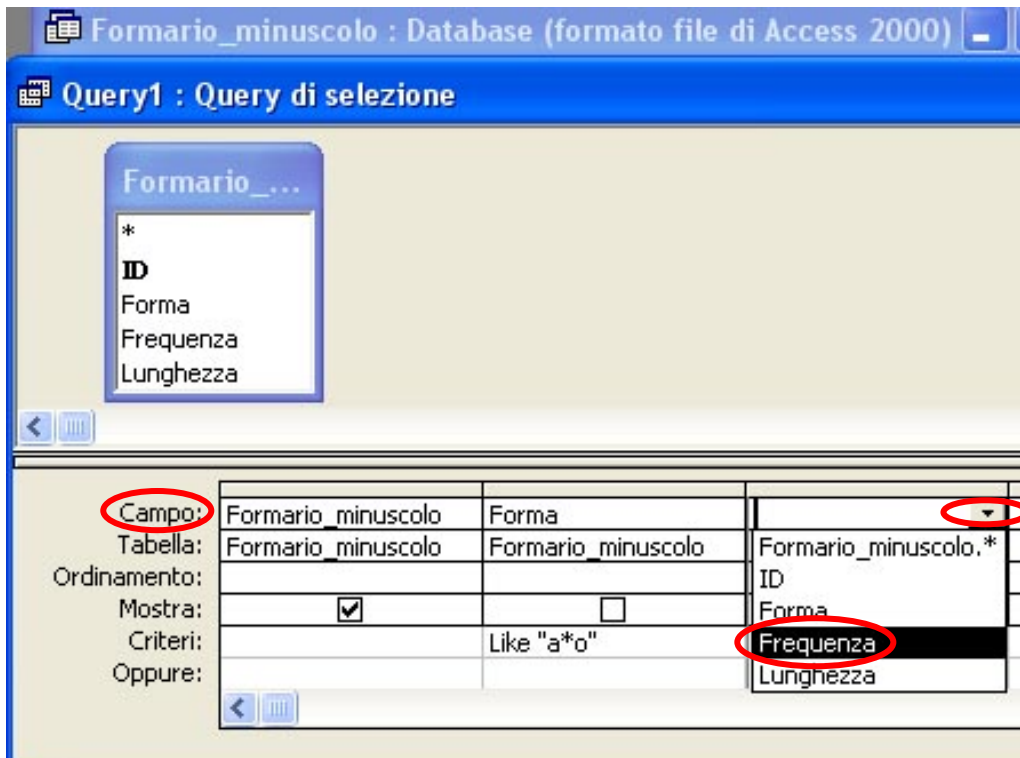 Formario_minuscolo : Database (formato file di Access 2000)
Query1 : Query di selezione
Formario_...
*
ID
Forma
Frequenza
Lunghezza
Campo: Formario_minuscolo Forma
Tabella: Formario_minuscolo Formario_minuscolo Formario_minuscolo.*
Ordinamento: ID
Mostra: Forma
Criteri: Like "a*o" Frequenza
Oppure: Lunghezza